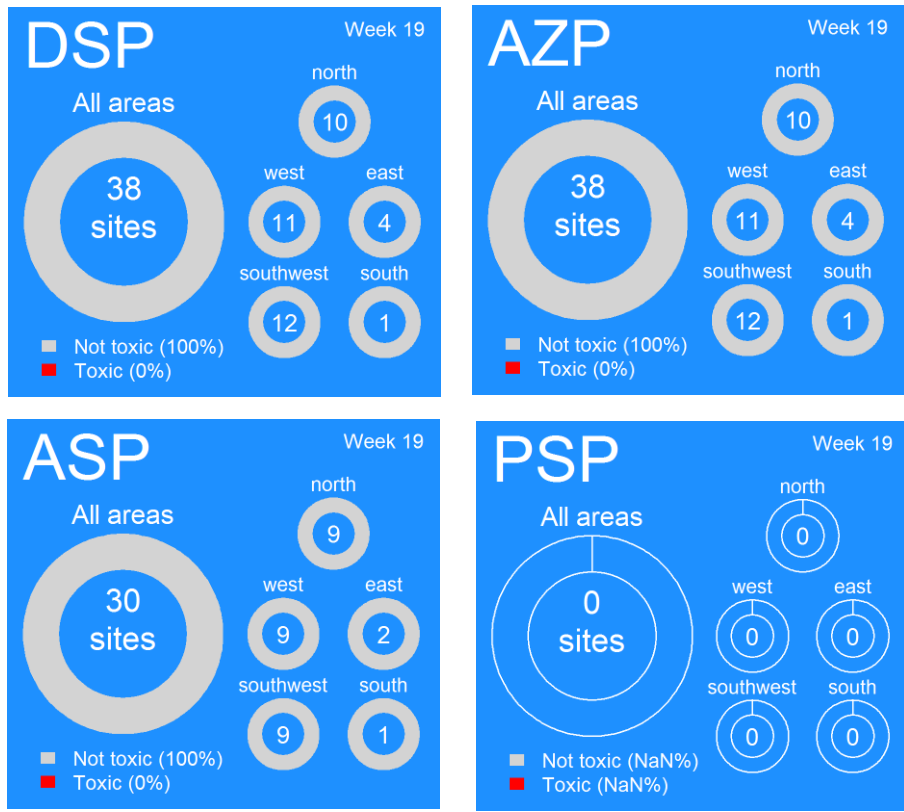 DSP
Week 19
north
All areas
10
38
sites
west
east
11
4
southwest
south
12
1
Not toxic (100%)
Toxic (0%)
AZP
Week 19
north
All areas
10
38
sites
west
east
11
4
southwest
south
12
1
Not toxic (100%)
Toxic (0%)
ASP
Week 19
north
All areas
9
30
sites
west
east
9
2
southwest
south
9
1
Not toxic (100%)
Toxic (0%)
PSP
Week 19
north
All areas
0
0
sites
west
east
0
0
southwest
south
0
0
Not toxic (NaN%)
Toxic (NaN%)